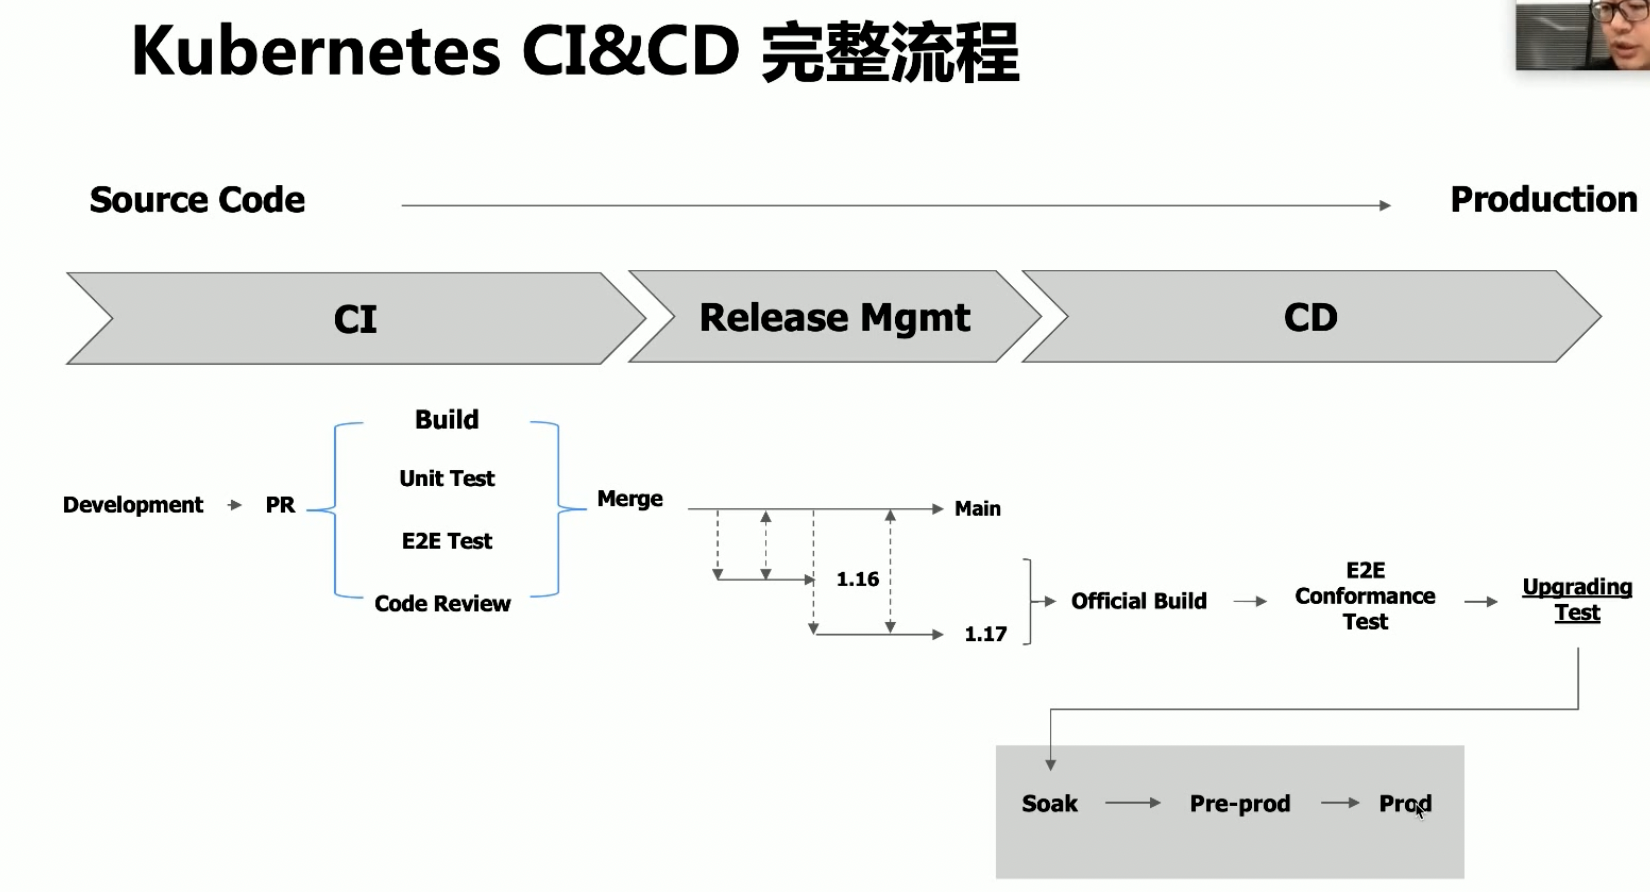 Kubernetes CI&CD 完整流程
Source Code
Production
CI
Release Mgmt
CD
Build
Unit Test
E2E Test
Code Review
Development
PR
Merge
Main
1.16
1.17
Official Build
E2E
Conformance
Test
Upgrading
Test
Soak
Pre-prod
Prod